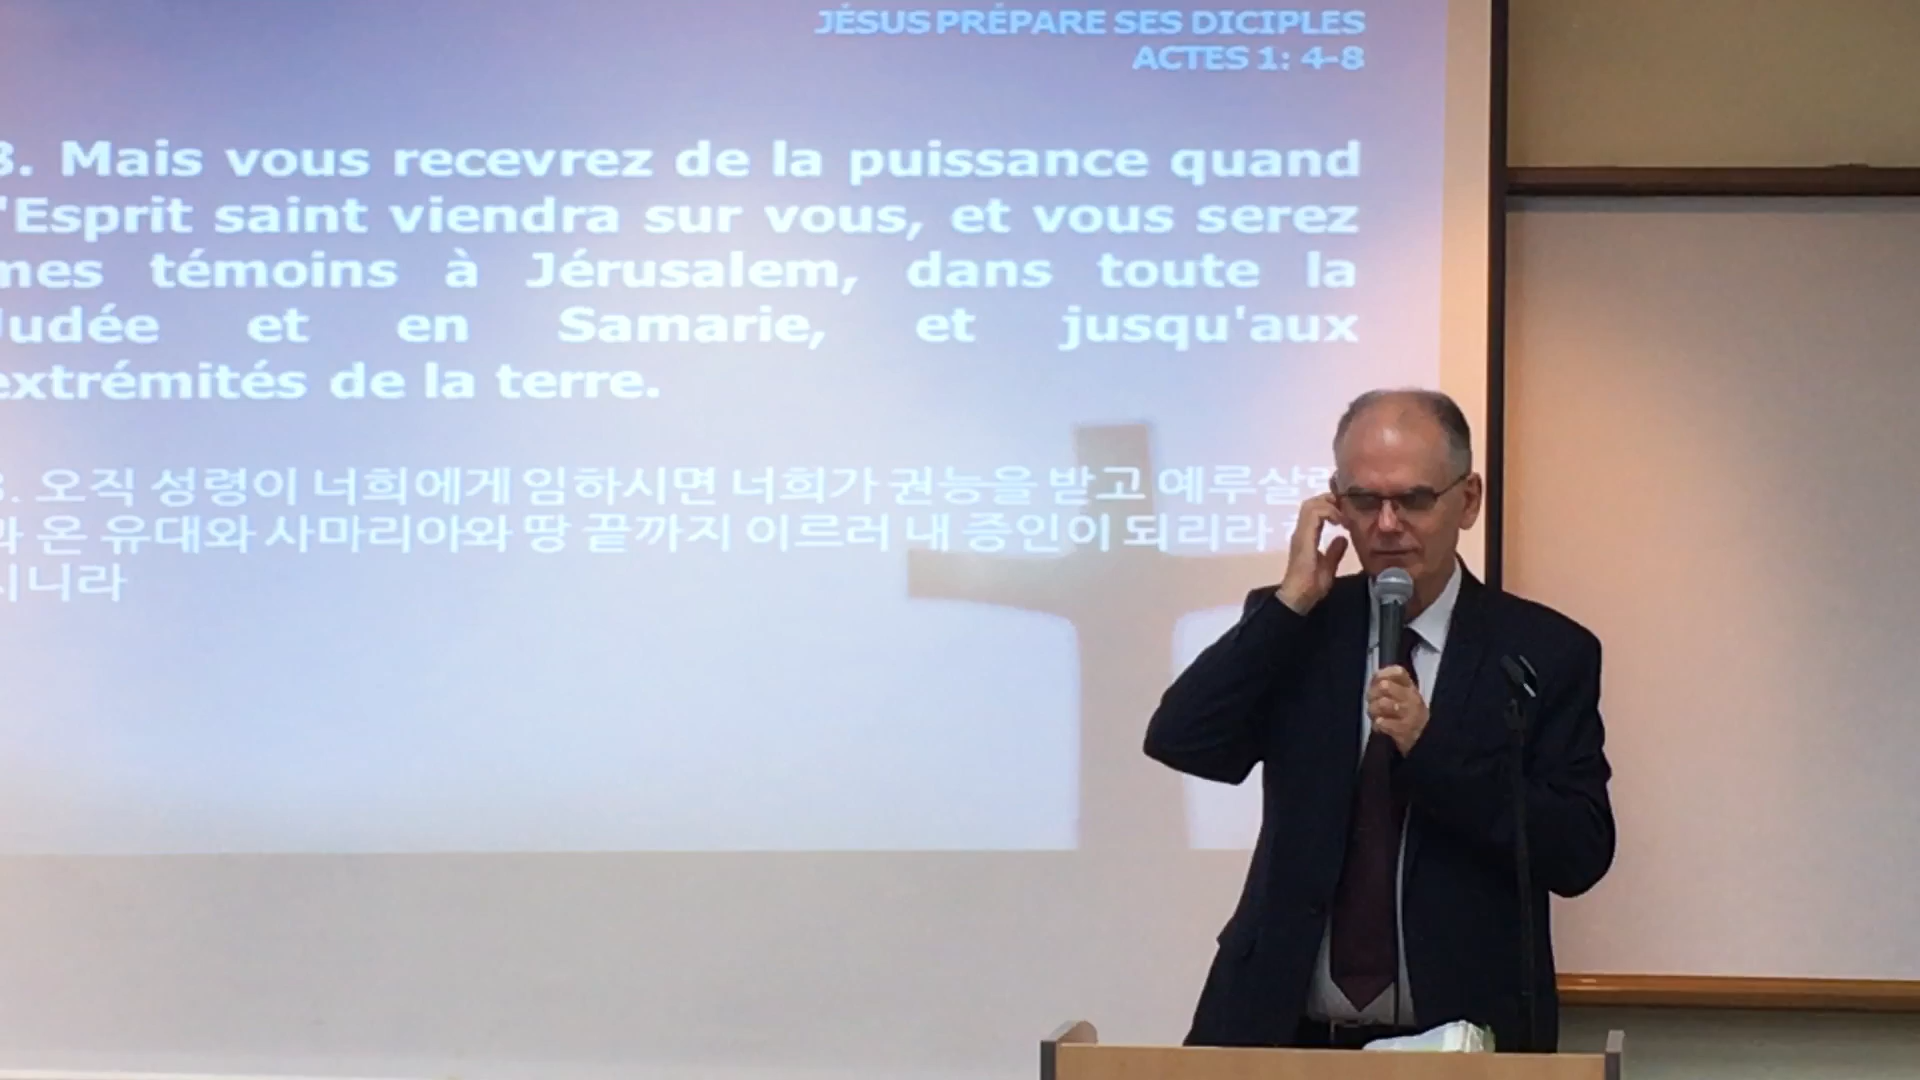 JÉSUS PRÉPARE SES DICIPLES
ACTES 1: 4-8
Mais vous recevrez de la puissance quand
'Esprit saint viendra sur vous, et vous serez
mes témoins à Jérusalem, dans toute la
Judée et en Samarie, et jusqu'aux
extrémités de la terre.
오직 성령이 너희에게 임하시면 너희가 권능을 받고
온 유대와 사마리아와 땅 끝까지 이르러 내 증인이 되리라
시니라